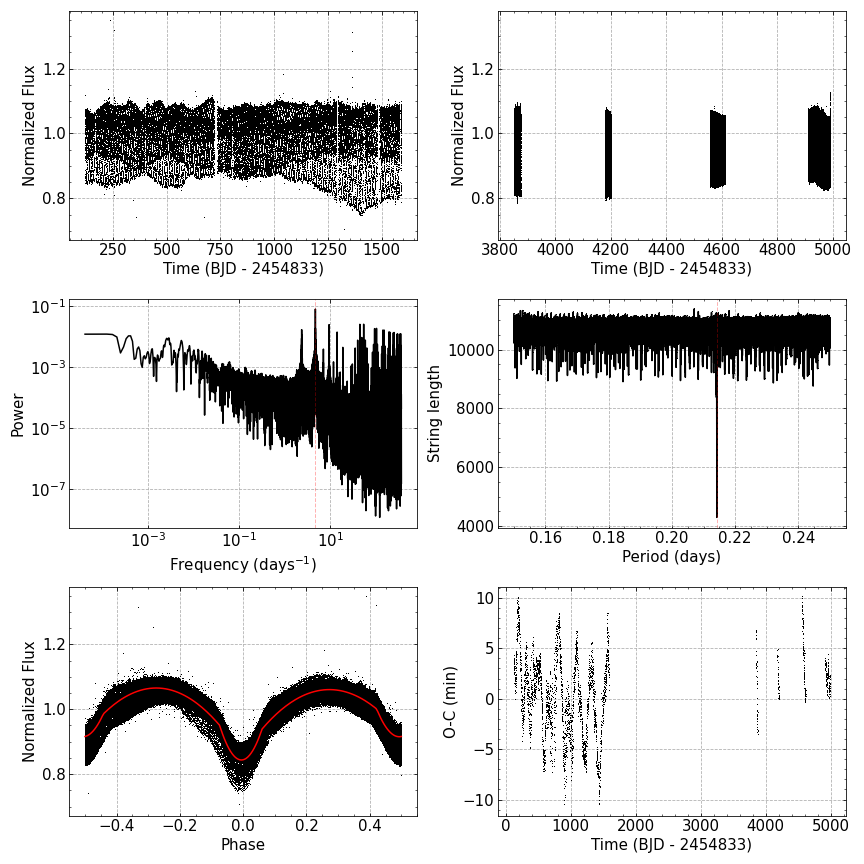 1.2
1.0
0.8
Normalized Flux
250 500 750 1000 1250 1500
Time (BJD - 2454833)
1.2
1.0
0.8
Normalized Flux
3800 4000 4200 4400 4600 4800 5000
Time (BJD - 2454833)
10⁻¹
10⁻³
10⁻⁵
10⁻⁷
Power
10⁻³ 10⁻¹ 10¹
Frequency (days⁻¹)
10000
8000
6000
4000
String length
0.16 0.18 0.20 0.22 0.24
Period (days)
1.2
1.0
0.8
Normalized Flux
−0.4 −0.2 0.0 0.2 0.4
Phase
10
5
0
−5
−10
O-C (min)
0 1000 2000 3000 4000 5000
Time (BJD - 2454833)